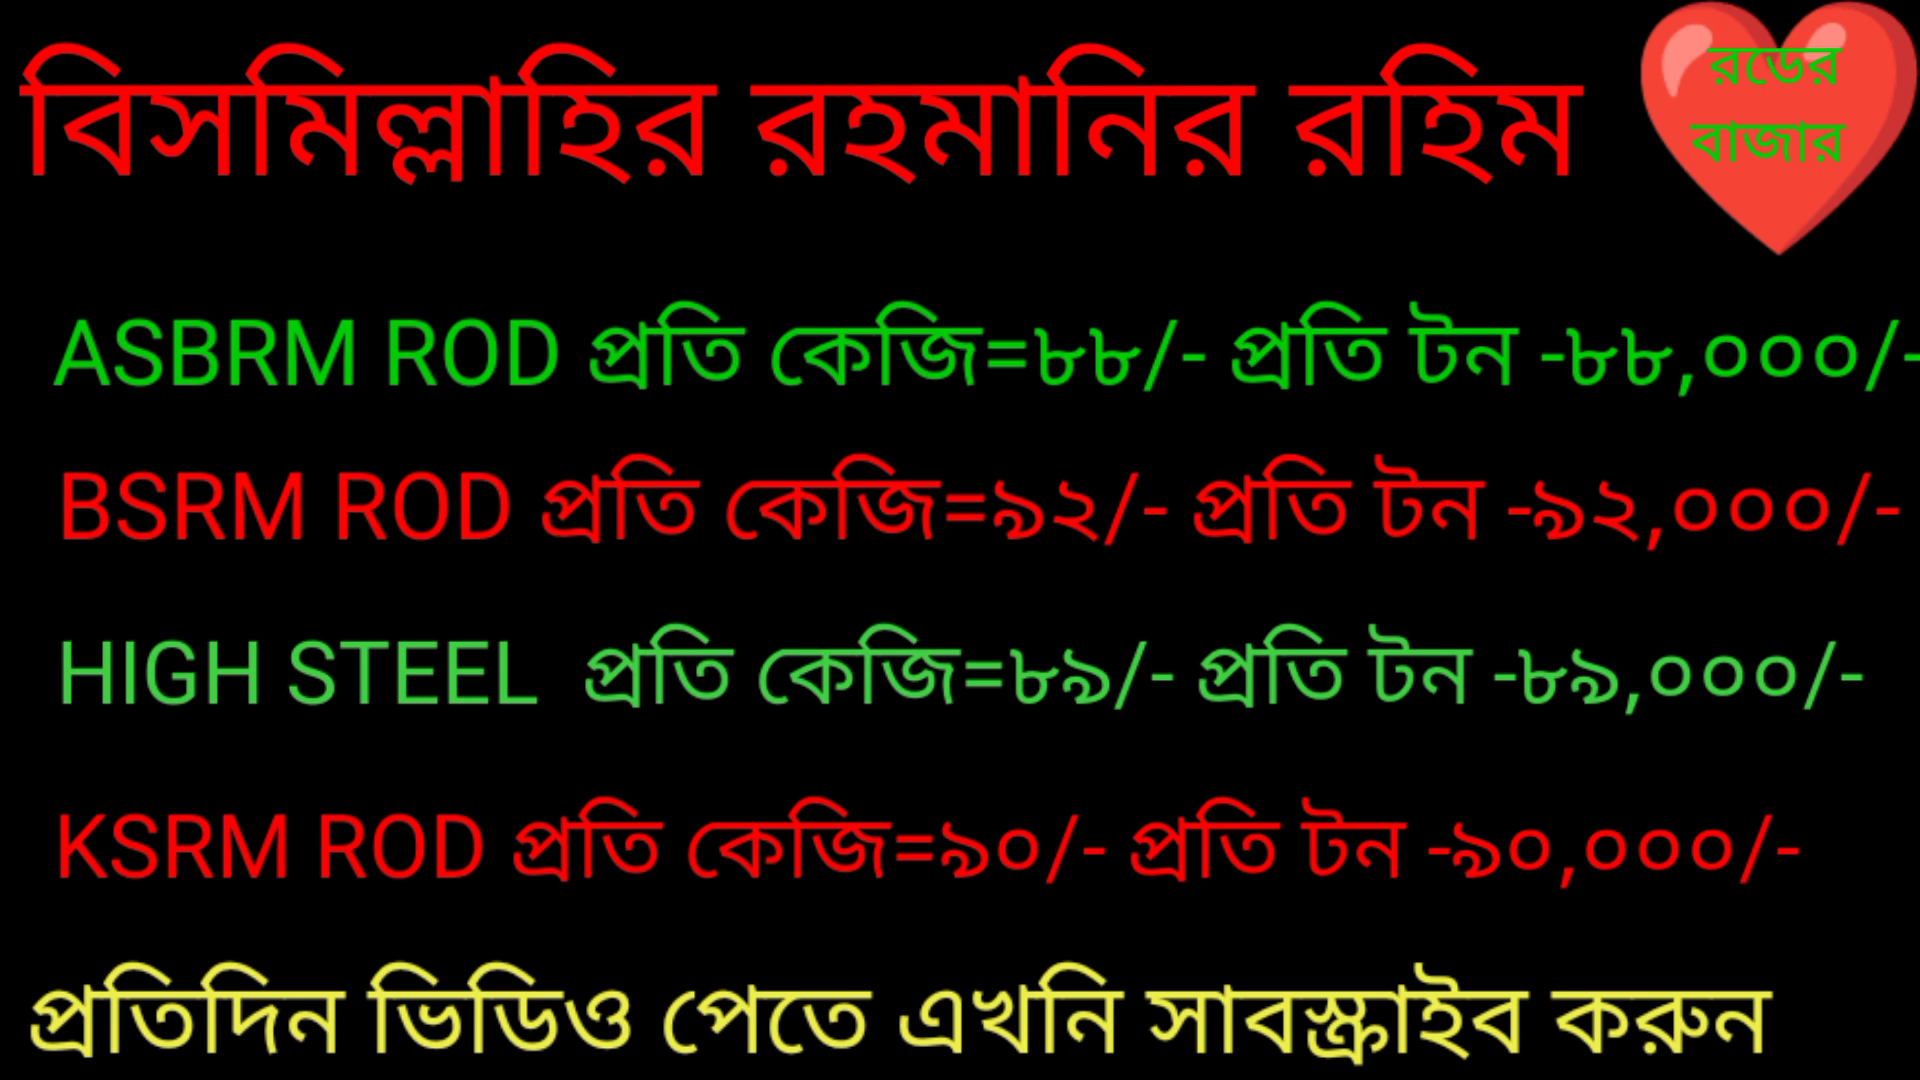 বিসমিল্লাহির রহমানির রহিম
রডের
বাজার
ASBRM ROD প্রতি কেজি=৮৮/- প্রতি টন -৮৮,০০০/-
BSRM ROD প্রতি কেজি=৯২/- প্রতি টন -৯২,০০০/-
HIGH STEEL প্রতি কেজি=৮৯/- প্রতি টন -৮৯,০০০/-
KSRM ROD প্রতি কেজি=৯০/- প্রতি টন -৯০,০০০/-
প্রতিদিন ভিডিও পেতে এখনি সাবস্ক্রাইব করুন